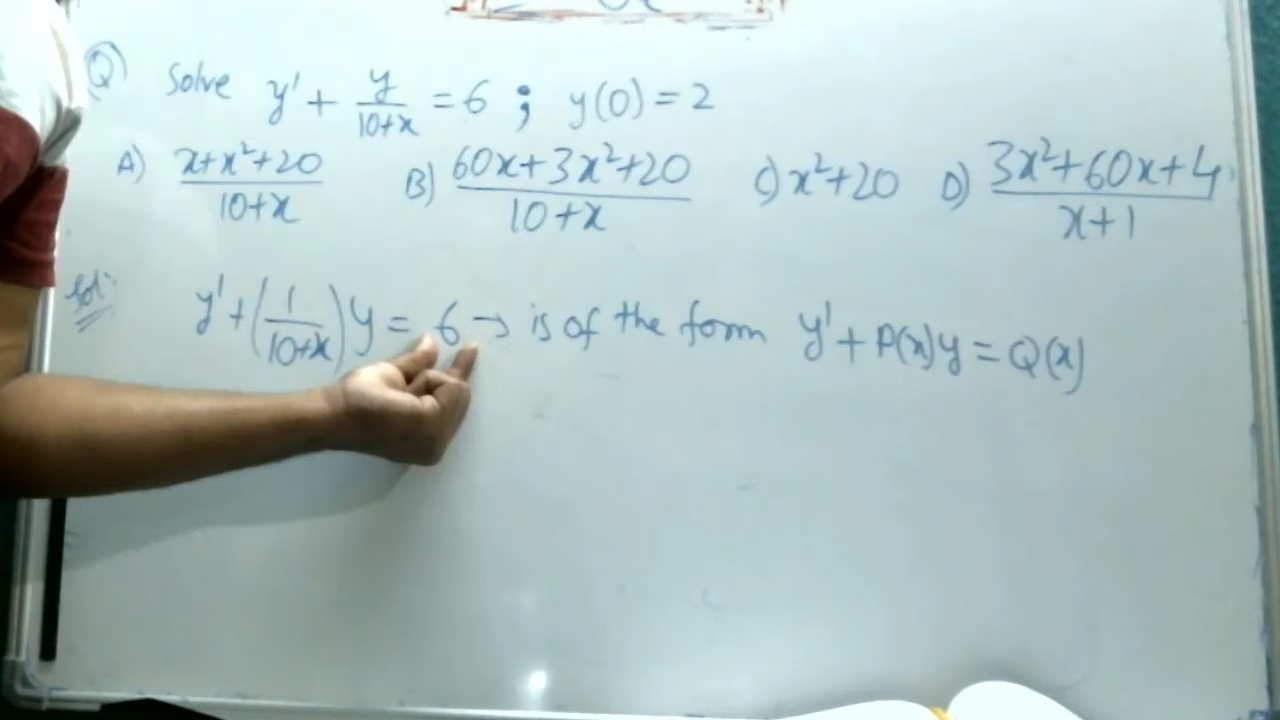 Q) Solve y' + y/(10+x) = 6 ; y(0) = 2
A) (x+x²+20)/(10+x) B) (60x+3x²+20)/(10+x) C) x²+20 D) (3x²+60x+4)/(x+1)
Sol: y' + (1/(10+x)) y = 6 → is of the form y' + P(x)y = Q(x)